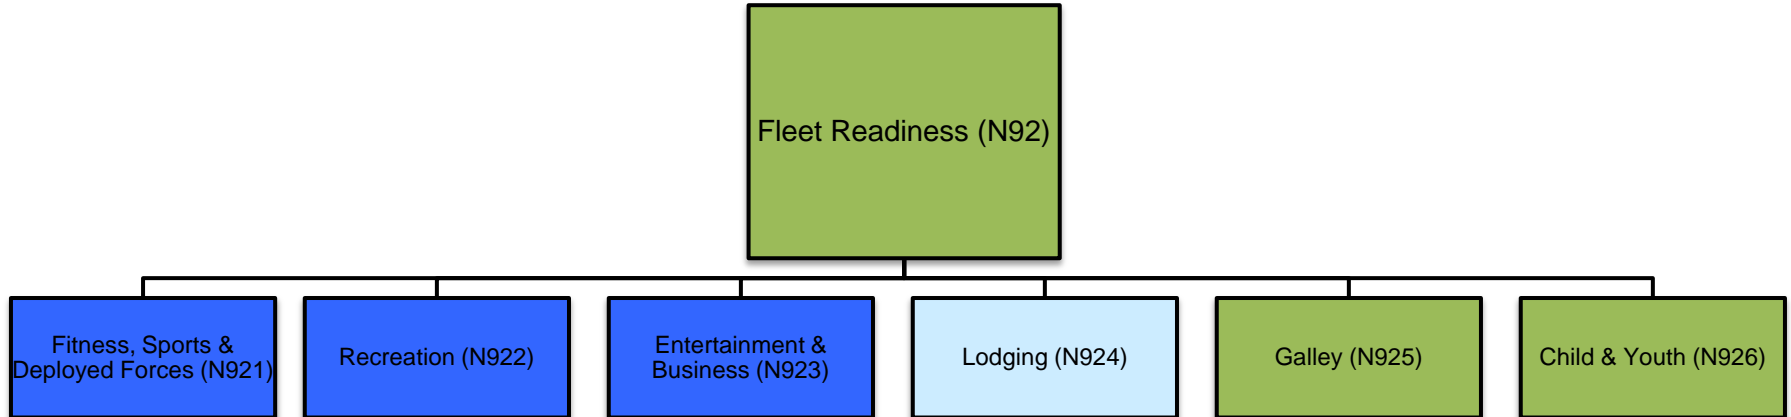 Fleet Readiness (N92)
Fitness, Sports &
Deployed Forces (N921)
Recreation (N922)
Entertainment &
Business (N923)
Lodging (N924)
Galley (N925)
Child & Youth (N926)